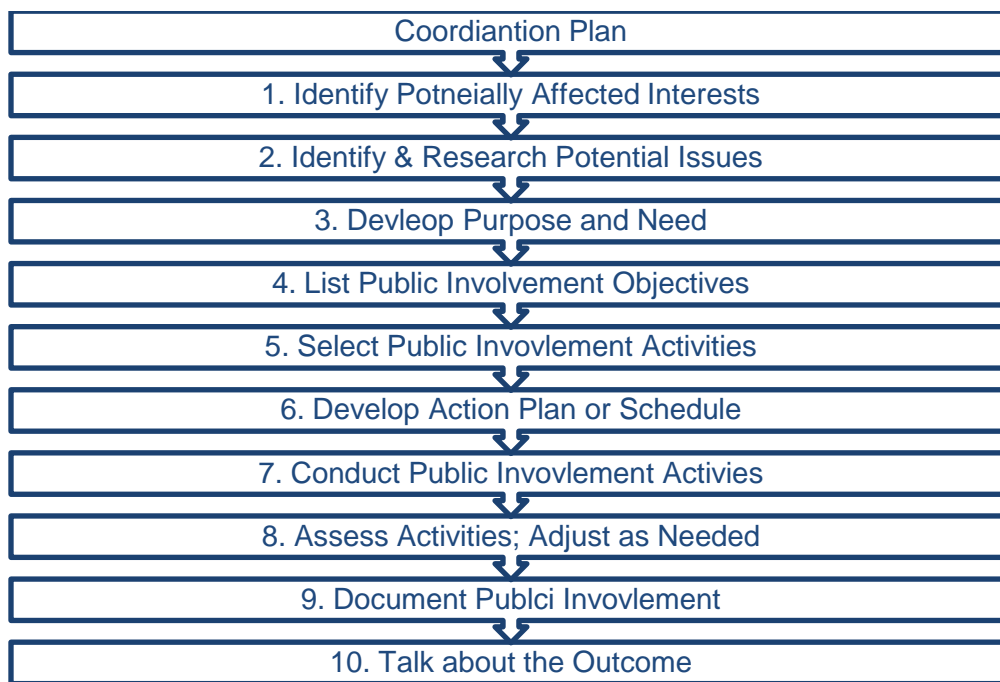 Coordiantion Plan
1. Identify Potneially Affected Interests
2. Identify & Research Potential Issues
3. Devleop Purpose and Need
4. List Public Involvement Objectives
5. Select Public Invovlement Activities
6. Develop Action Plan or Schedule
7. Conduct Public Invovlement Activies
8. Assess Activities; Adjust as Needed
9. Document Publci Invovlement
10. Talk about the Outcome